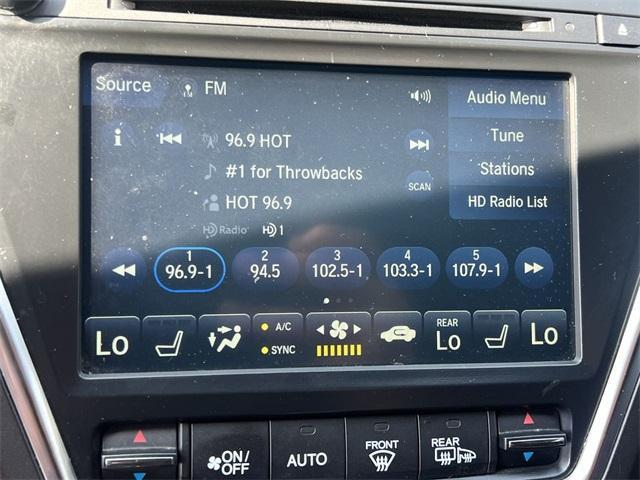 Source FM Audio Menu
i 96.9 HOT Tune
#1 for Throwbacks Stations
SCAN
HOT 96.9 HD Radio List
HD Radio HD 1
1 2 3 4 5
96.9-1 94.5 102.5-1 103.3-1 107.9-1
Lo A/C SYNC REAR Lo Lo
ON/OFF AUTO FRONT REAR